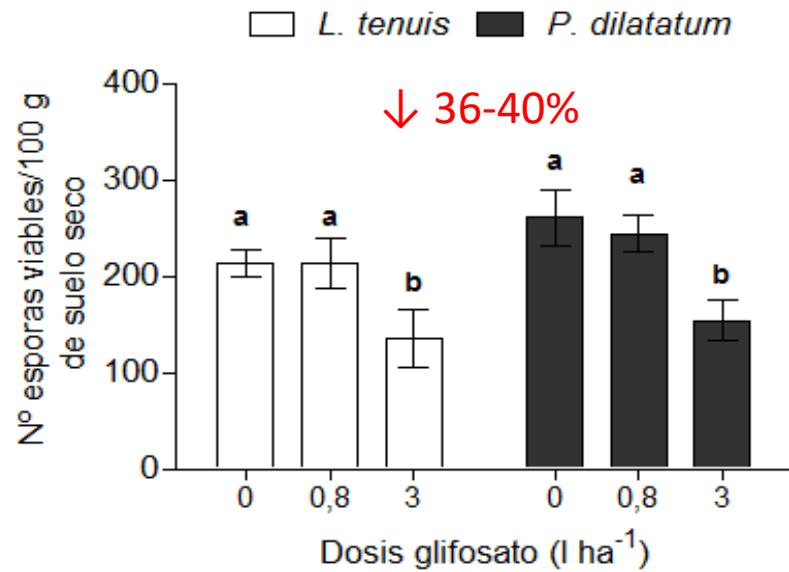 L. tenuis P. dilatatum
↓ 36-40%
Nº esporas viables/100 g
de suelo seco
400
300
200
100
0
a a b a a b
0 0,8 3 0 0,8 3
Dosis glifosato (l ha⁻¹)